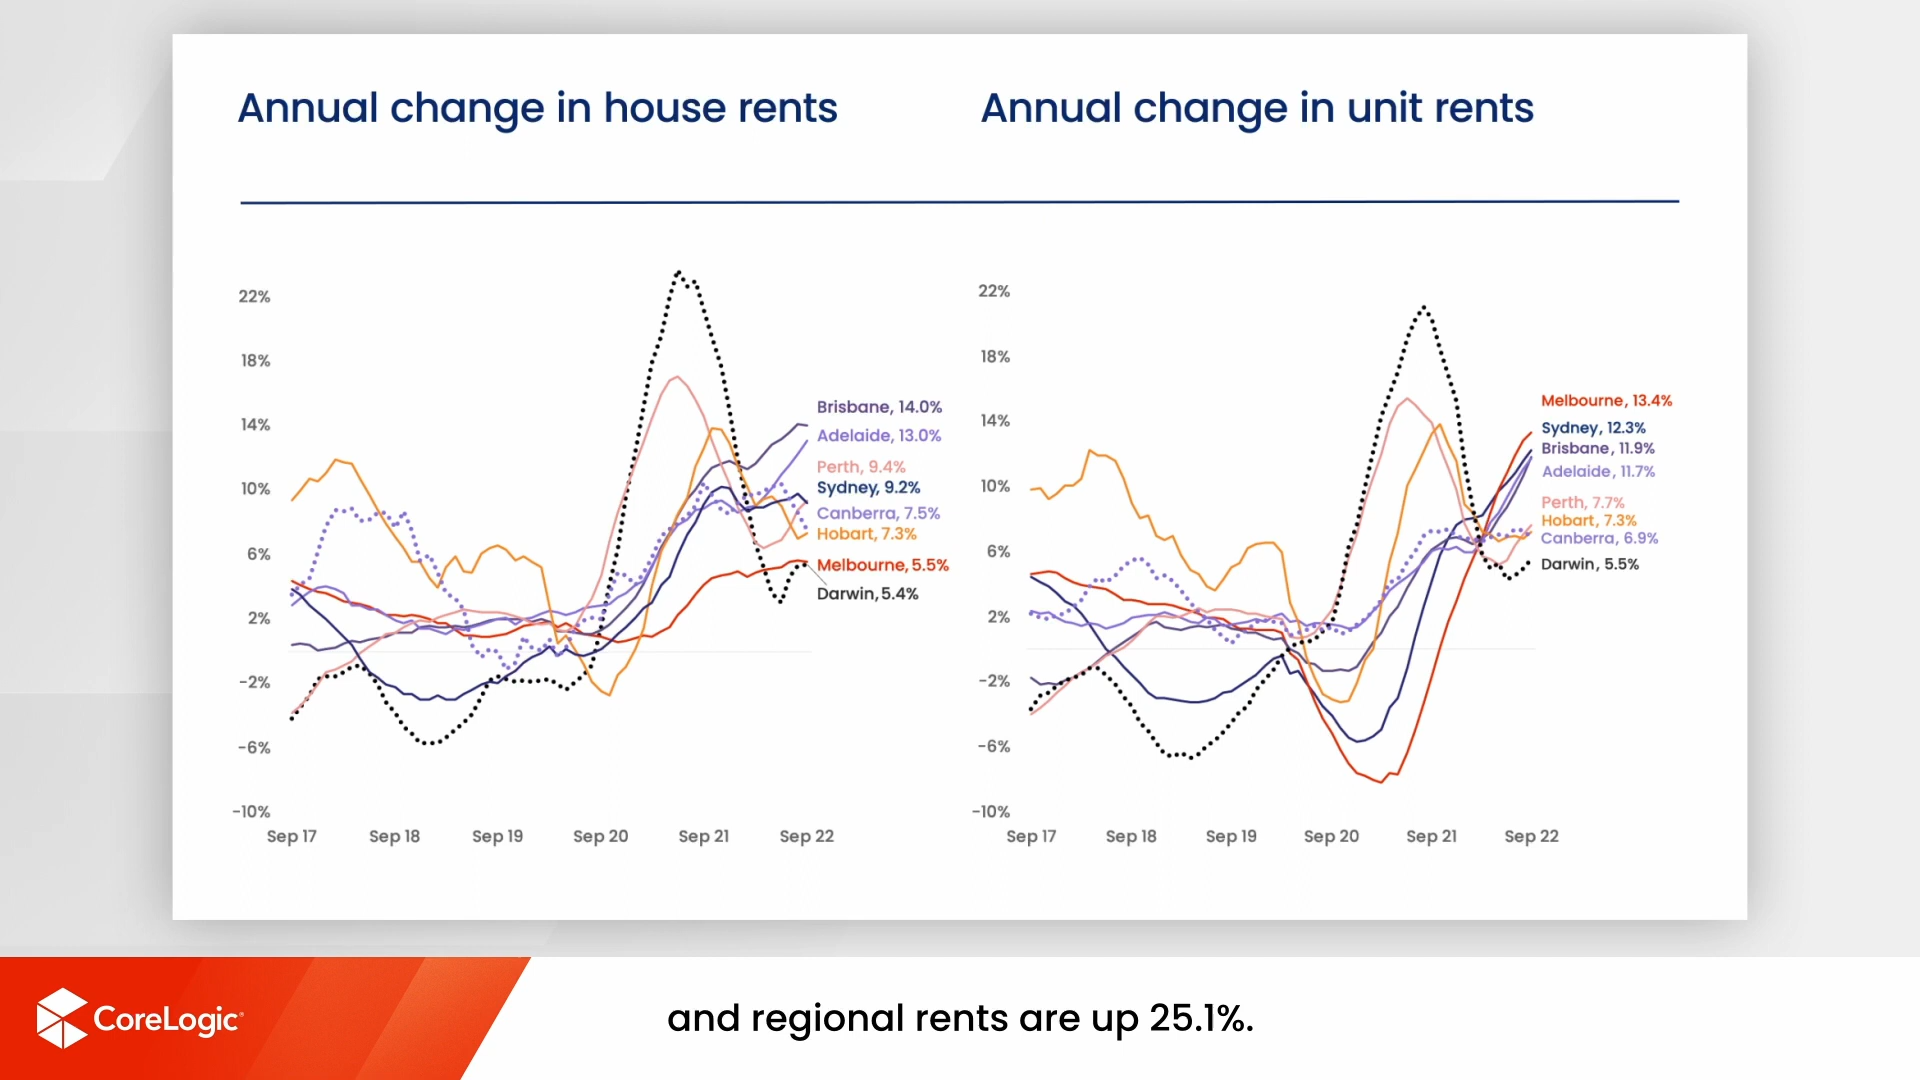 Annual change in house rents
22%
18%
14%
10%
6%
2%
-2%
-6%
-10%
Sep 17 Sep 18 Sep 19 Sep 20 Sep 21 Sep 22
Brisbane, 14.0%
Adelaide, 13.0%
Perth, 9.4%
Sydney, 9.2%
Canberra, 7.5%
Hobart, 7.3%
Melbourne, 5.5%
Darwin, 5.4%
Annual change in unit rents
22%
18%
14%
10%
6%
2%
-2%
-6%
-10%
Sep 17 Sep 18 Sep 19 Sep 20 Sep 21 Sep 22
Melbourne, 13.4%
Sydney, 12.3%
Brisbane, 11.9%
Adelaide, 11.7%
Perth, 7.7%
Hobart, 7.3%
Canberra, 6.9%
Darwin, 5.5%
CoreLogic
and regional rents are up 25.1%.